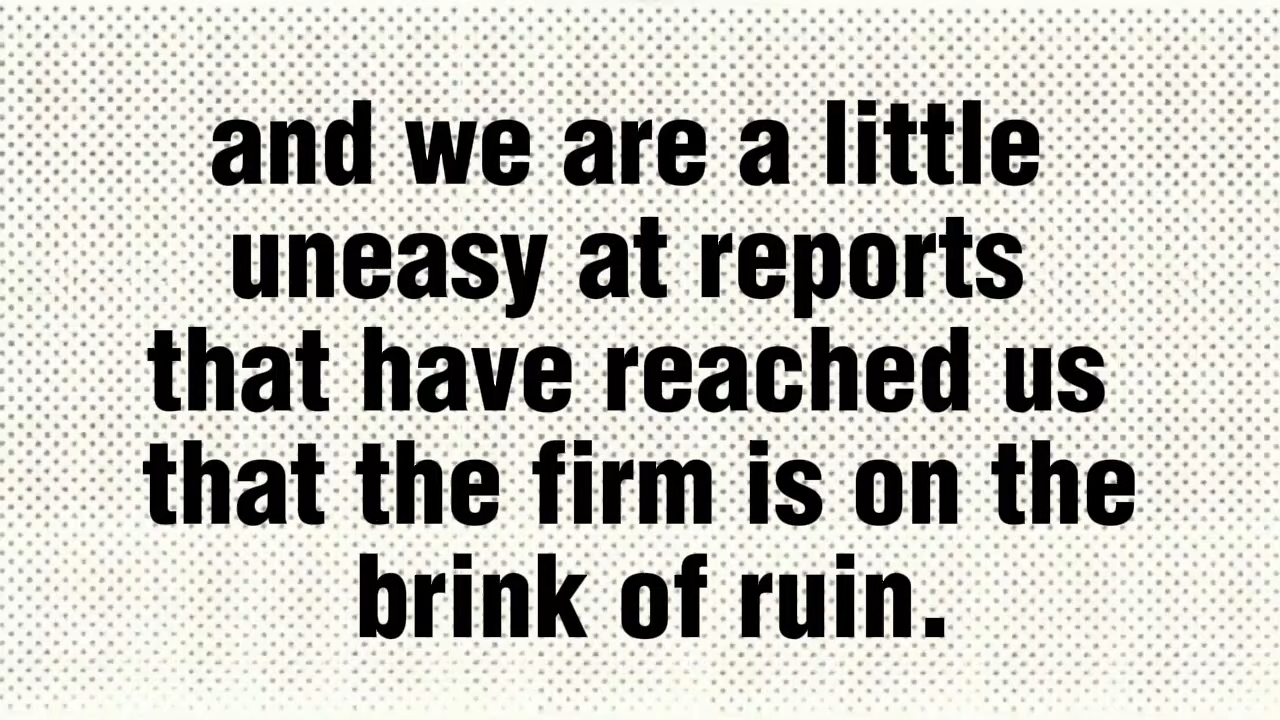 and we are a little
uneasy at reports
that have reached us
that the firm is on the
brink of ruin.